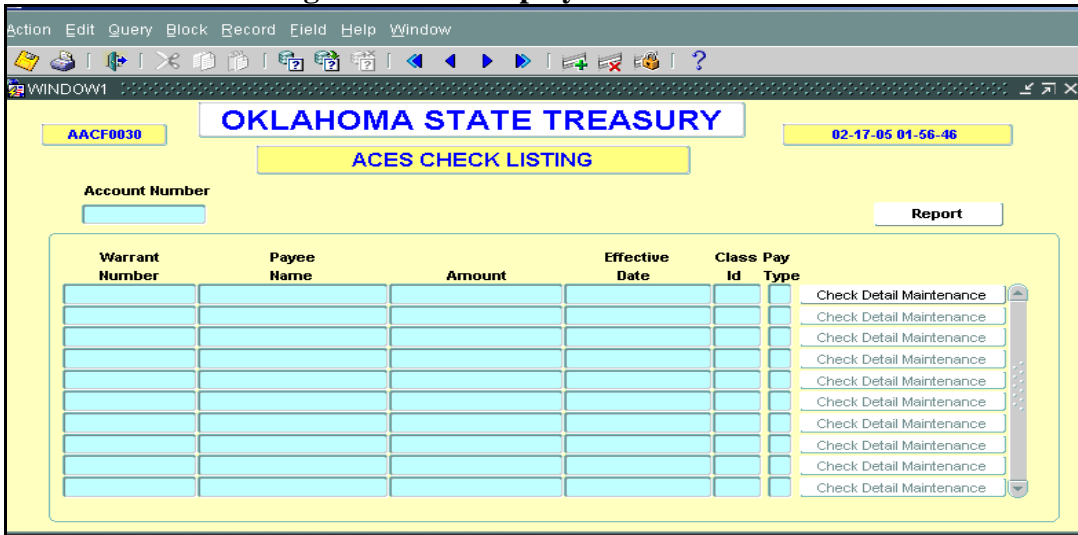 Action Edit Query Block Record Field Help Window
WINDOW1
AACF0030
OKLAHOMA STATE TREASURY
02-17-05 01-56-46
ACES CHECK LISTING
Account Number
Report
Warrant Number
Payee Name
Amount
Effective Date
Class Id
Pay Type
Check Detail Maintenance
Check Detail Maintenance
Check Detail Maintenance
Check Detail Maintenance
Check Detail Maintenance
Check Detail Maintenance
Check Detail Maintenance
Check Detail Maintenance
Check Detail Maintenance
Check Detail Maintenance